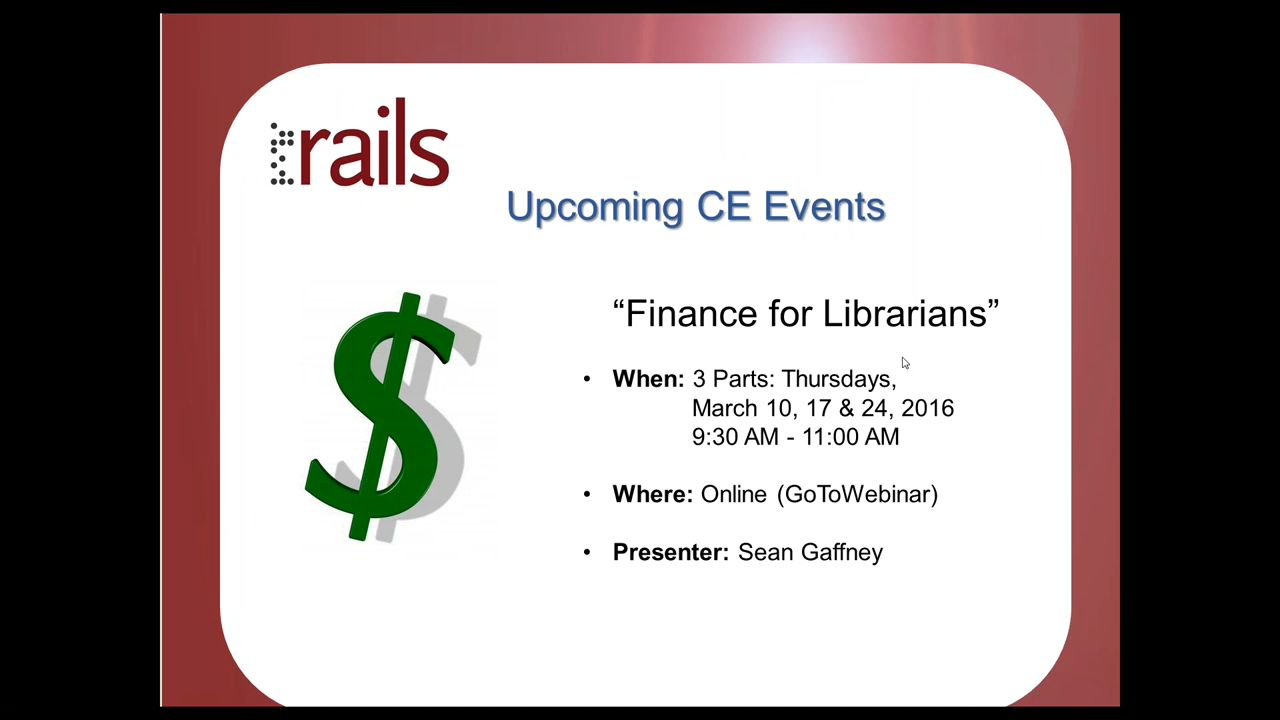 rails
Upcoming CE Events
“Finance for Librarians”
• When: 3 Parts: Thursdays,
March 10, 17 & 24, 2016
9:30 AM - 11:00 AM
• Where: Online (GoToWebinar)
• Presenter: Sean Gaffney